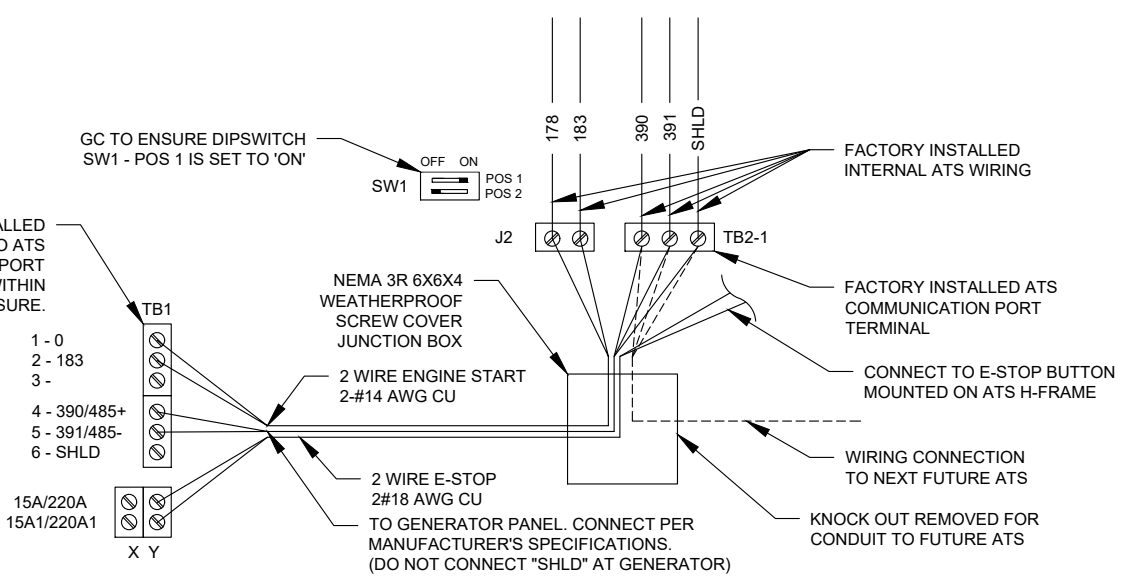 178
183
390
391
SHLD
GC TO ENSURE DIPSWITCH
SW1 - POS 1 IS SET TO 'ON'
OFF ON
SW1
POS 1
POS 2
FACTORY INSTALLED
INTERNAL ATS WIRING
J2
TB2-1
ALLED
O ATS
PORT
WITHIN
SURE.
TB1
NEMA 3R 6X6X4
WEATHERPROOF
SCREW COVER
JUNCTION BOX
FACTORY INSTALLED ATS
COMMUNICATION PORT
TERMINAL
1 - 0
2 - 183
3 -
4 - 390/485+
5 - 391/485-
6 - SHLD
2 WIRE ENGINE START
2-#14 AWG CU
CONNECT TO E-STOP BUTTON
MOUNTED ON ATS H-FRAME
WIRING CONNECTION
TO NEXT FUTURE ATS
2 WIRE E-STOP
2#18 AWG CU
15A/220A
15A1/220A1
X Y
TO GENERATOR PANEL. CONNECT PER
MANUFACTURER'S SPECIFICATIONS.
(DO NOT CONNECT "SHLD" AT GENERATOR)
KNOCK OUT REMOVED FOR
CONDUIT TO FUTURE ATS